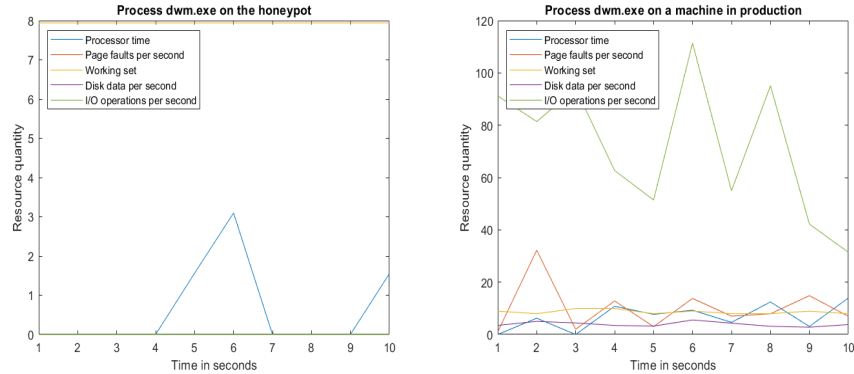 Process dwm.exe on the honeypot
8
7
6
5
4
3
2
1
0
Resource quantity
Processor time
Page faults per second
Working set
Disk data per second
I/O operations per second
1 2 3 4 5 6 7 8 9 10
Time in seconds
Process dwm.exe on a machine in production
120
100
80
60
40
20
0
Resource quantity
Processor time
Page faults per second
Working set
Disk data per second
I/O operations per second
1 2 3 4 5 6 7 8 9 10
Time in seconds